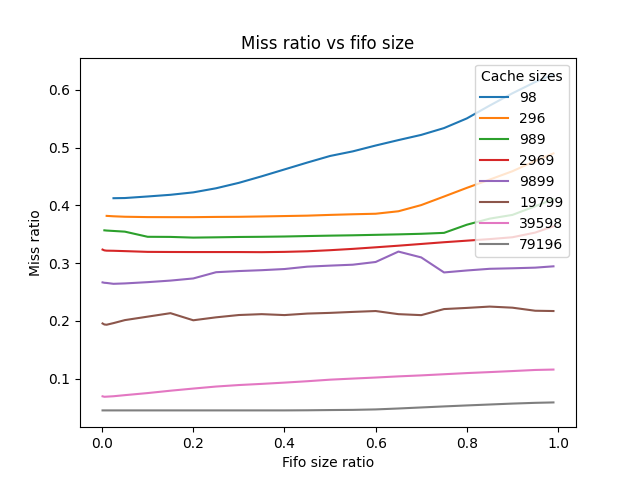 Miss ratio vs fifo size
Cache sizes
98
296
989
2969
9899
19799
39598
79196
0.6
0.5
0.4
0.3
0.2
0.1
Miss ratio
0.0 0.2 0.4 0.6 0.8 1.0
Fifo size ratio